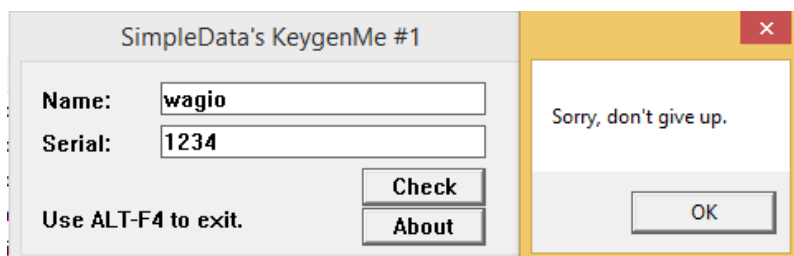 SimpleData's KeygenMe #1
Name: wagio
Serial: 1234
Check
Use ALT-F4 to exit.
About
Sorry, don't give up.
OK